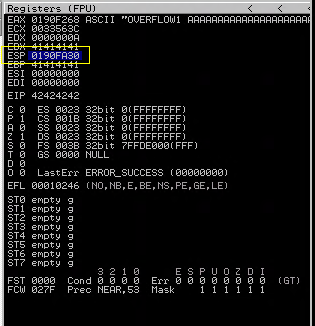 Registers (FPU) < < <
EAX 0190F268 ASCII "OVERFLOW1 AAAAAAAAAAAAAAAAAAAAA
ECX 0033563C
EDX 0000000A
EBX 41414141
ESP 0190FA30
EBP 41414141
ESI 00000000
EDI 00000000
EIP 42424242
C 0 ES 0023 32bit 0(FFFFFFFF)
P 1 CS 001B 32bit 0(FFFFFFFF)
A 0 SS 0023 32bit 0(FFFFFFFF)
Z 1 DS 0023 32bit 0(FFFFFFFF)
S 0 FS 003B 32bit 7FFDE000(FFF)
T 0 GS 0000 NULL
D 0
O 0 LastErr ERROR_SUCCESS (00000000)
EFL 00010246 (NO,NB,E,BE,NS,PE,GE,LE)
ST0 empty g
ST1 empty g
ST2 empty g
ST3 empty g
ST4 empty g
ST5 empty g
ST6 empty g
ST7 empty g
3 2 1 0 E S P U O Z D I
FST 0000 Cond 0 0 0 0 Err 0 0 0 0 0 0 0 0 (GT)
FCW 027F Prec NEAR,53 Mask 1 1 1 1 1 1